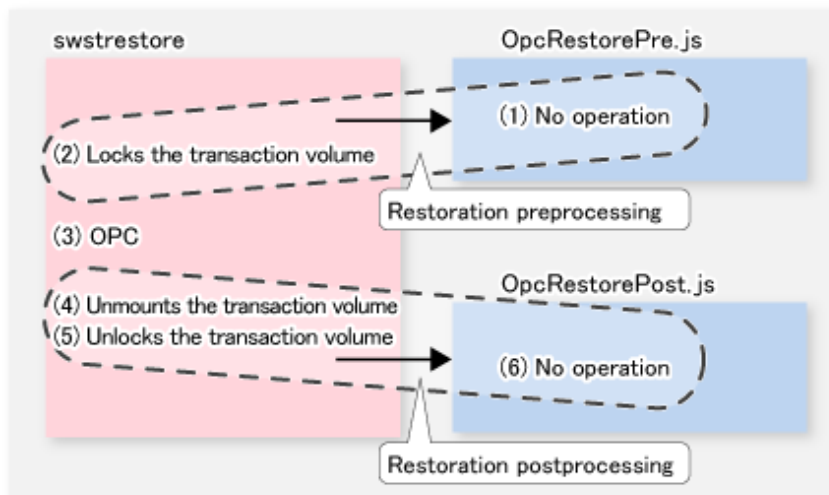 swstrestore
OpcRestorePre.js
(1) No operation
(2) Locks the transaction volume
Restoration preprocessing
(3) OPC
OpcRestorePost.js
(4) Unmounts the transaction volume
(5) Unlocks the transaction volume
(6) No operation
Restoration postprocessing